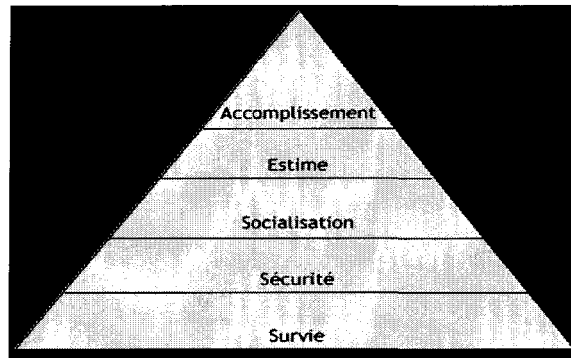 Accomplissement
Estime
Socialisation
Sécurité
Survie